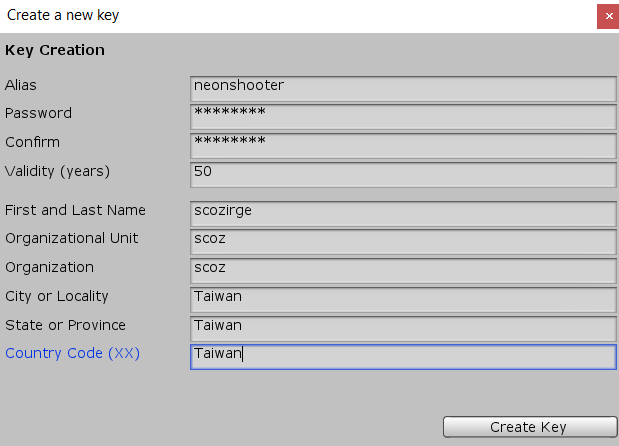 Create a new key
×
Key Creation
Alias neonshooter
Password ********
Confirm ********
Validity (years) 50
First and Last Name scozirge
Organizational Unit scoz
Organization scoz
City or Locality Taiwan
State or Province Taiwan
Country Code (XX) Taiwan
Create Key